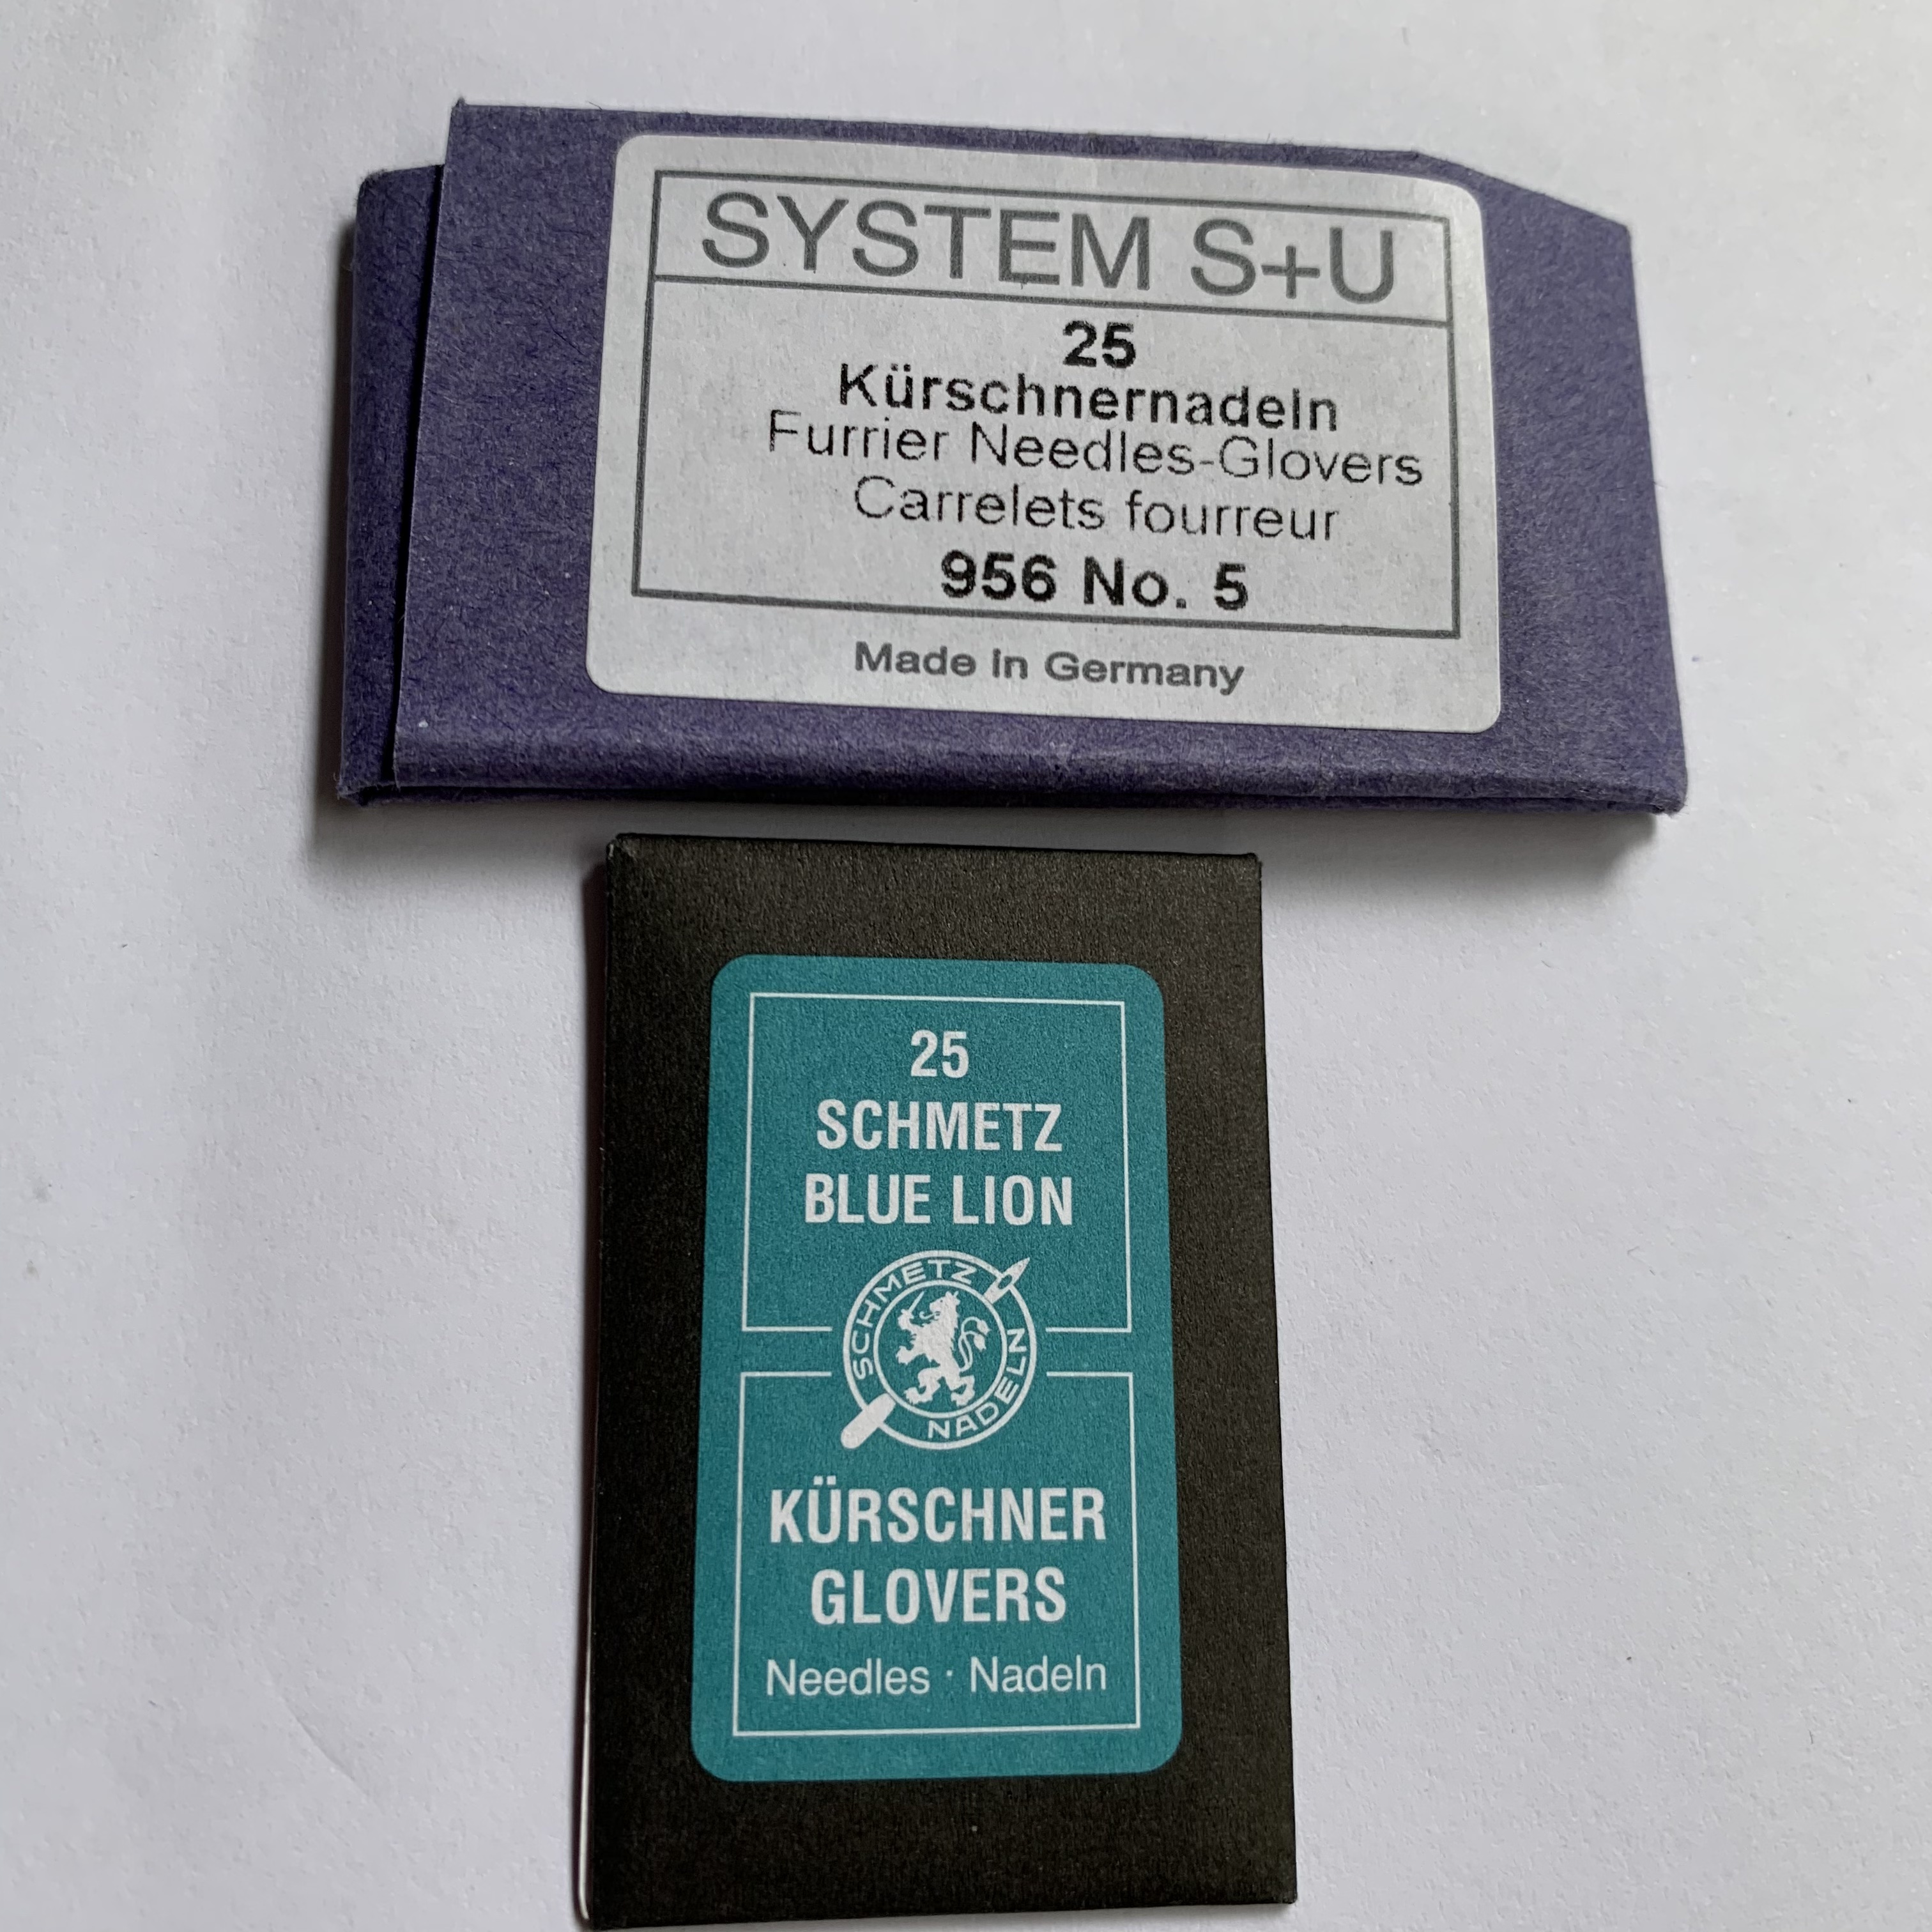 SYSTEM S+U
25
Kürschnernadeln
Furrier Needles-Glovers
Carrelets fourreur
956 No. 5
Made in Germany
25
SCHMETZ
BLUE LION
SCHMETZ
NADELN
KÜRSCHNER
GLOVERS
Needles · Nadeln